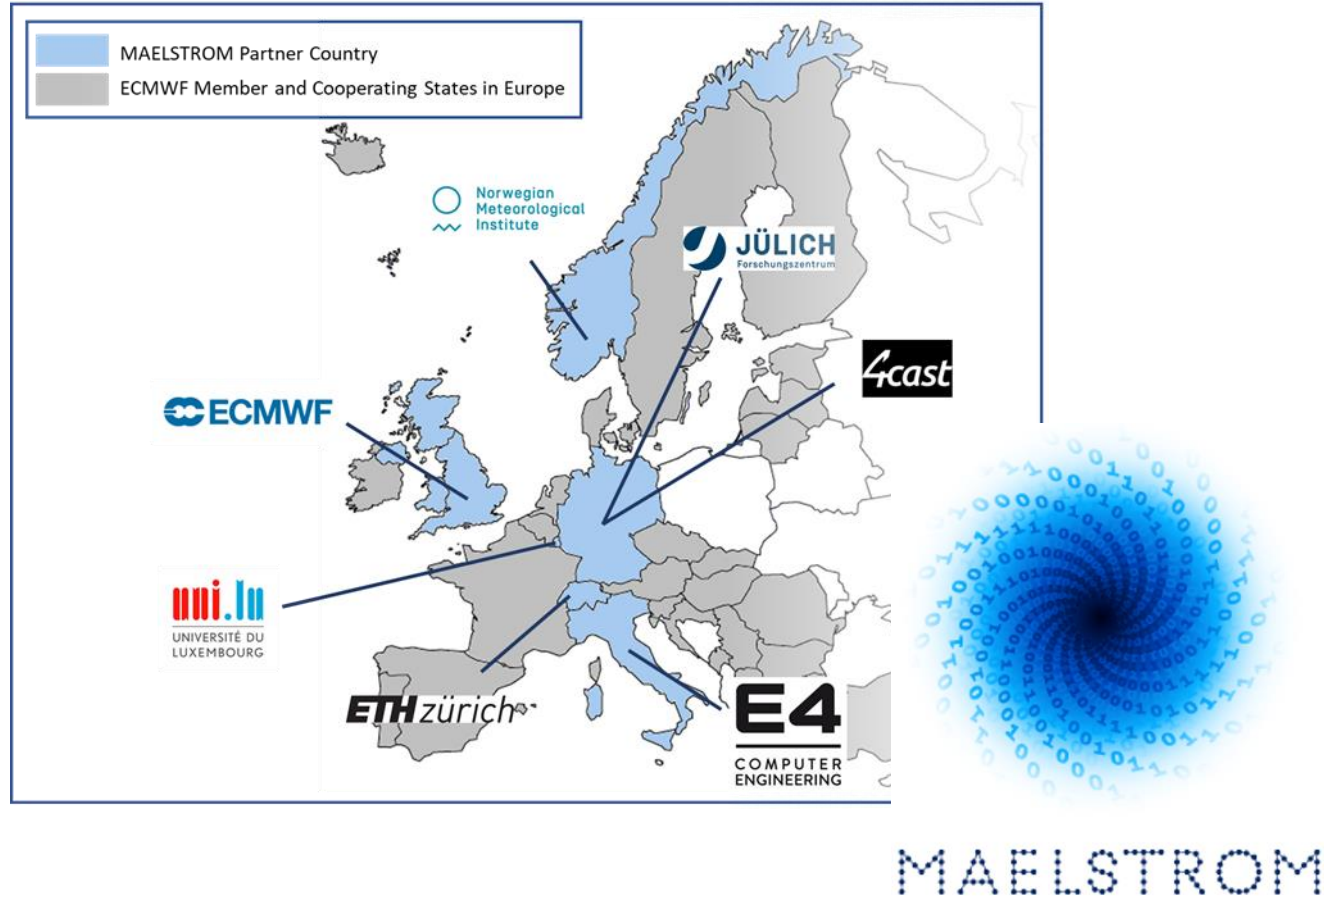 MAELSTROM Partner Country
ECMWF Member and Cooperating States in Europe
Norwegian
Meteorological
Institute
JÜLICH
Forschungszentrum
4cast
ECMWF
uni.lu
UNIVERSITÉ DU
LUXEMBOURG
ETH zürich
E4
COMPUTER
ENGINEERING
MAELSTROM